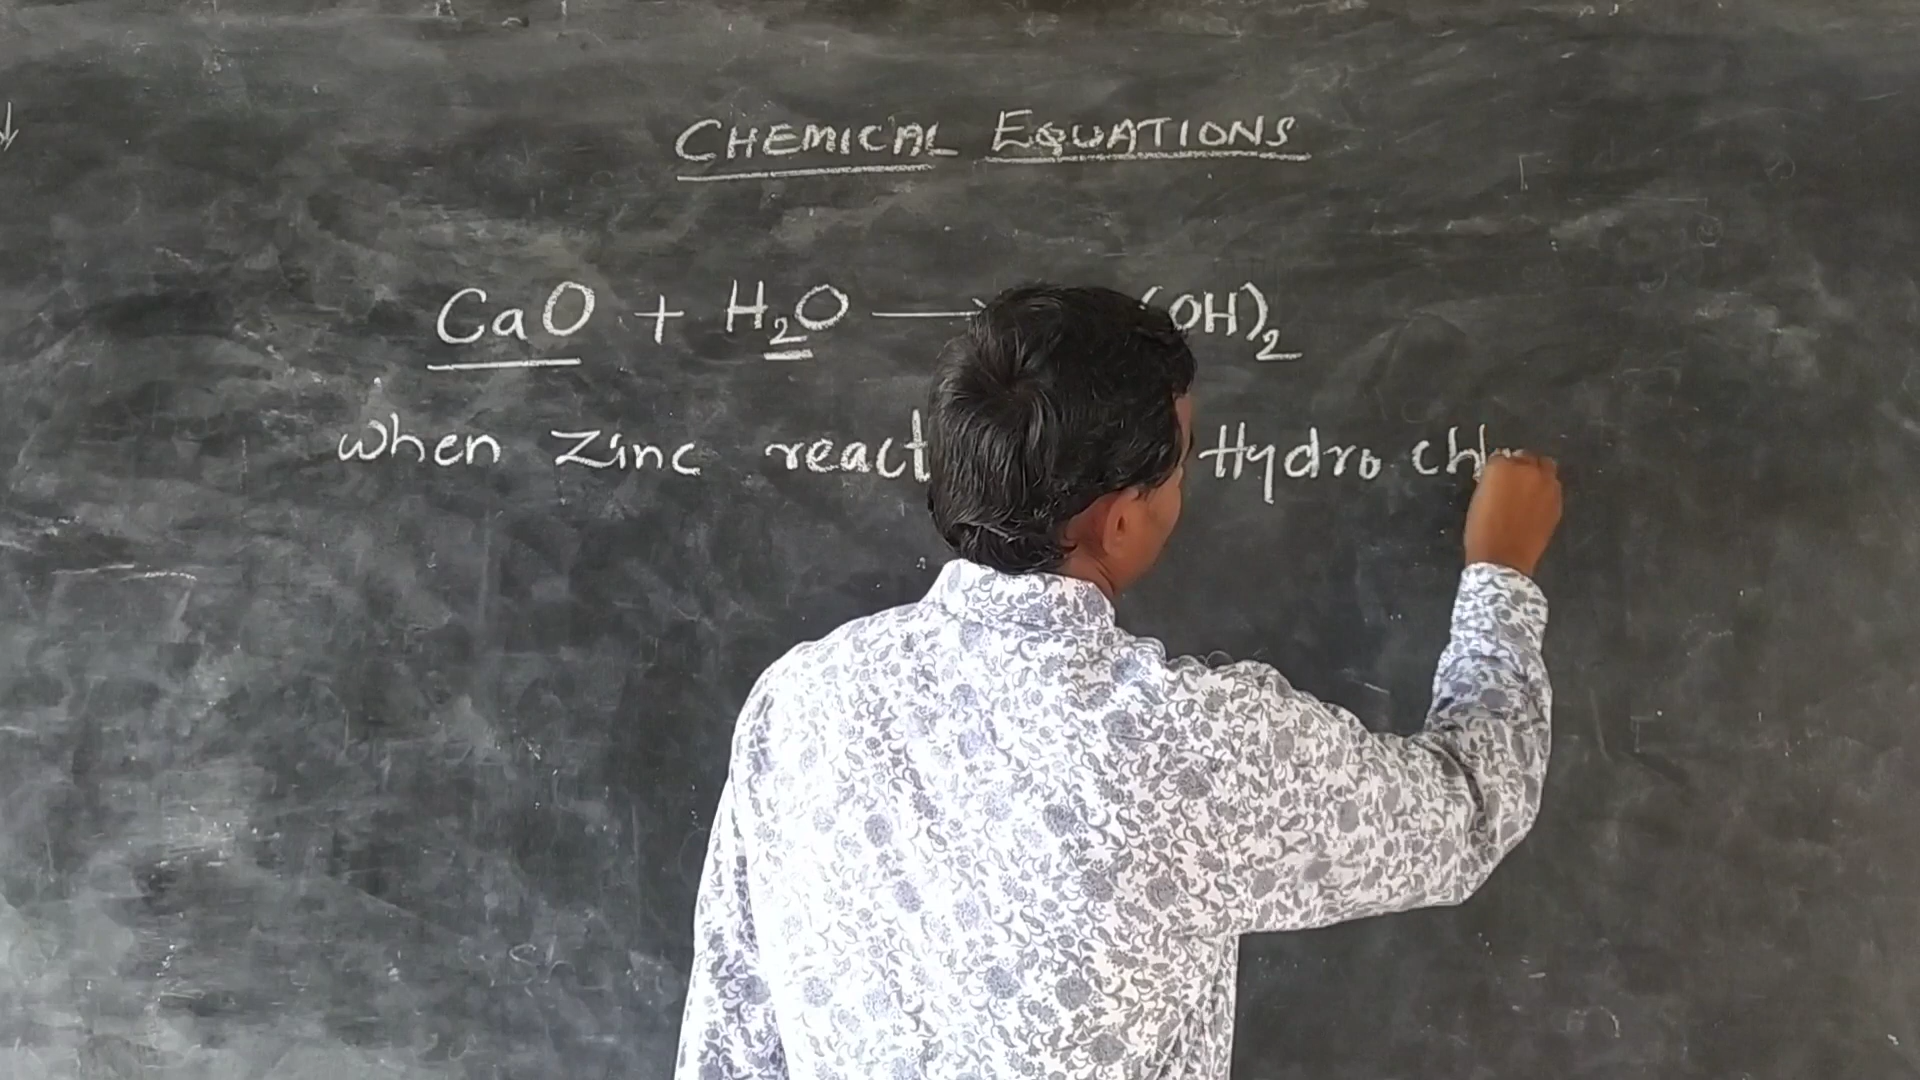 CHEMICAL EQUATIONS
CaO + H₂O → (OH)₂
when Zinc react Hydro chlo